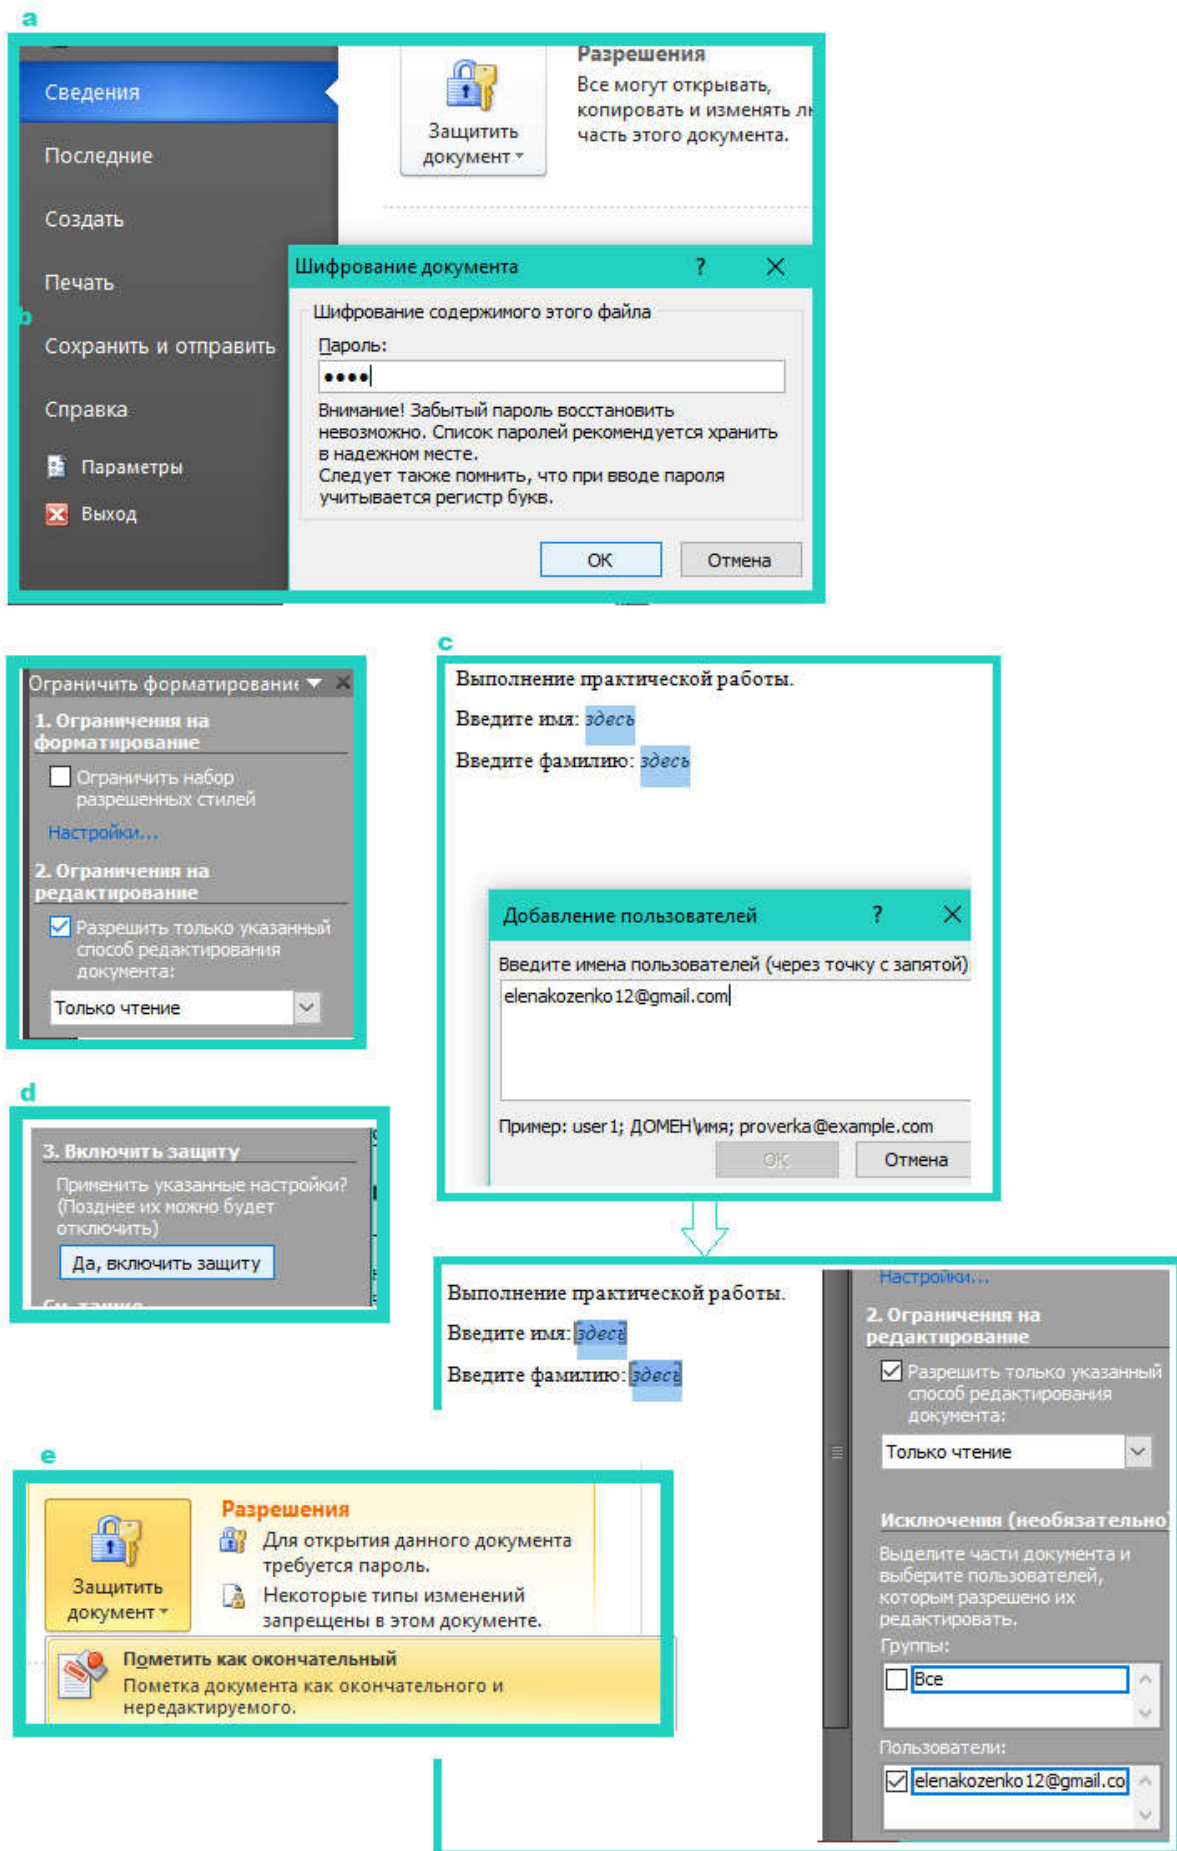 a
Сведения
Последние
Создать
Печать
b
Сохранить и отправить
Справка
Параметры
Выход
Защитить
документ
Разрешения
Все могут открывать,
копировать и изменять
часть этого документа.
Шифрование документа ?
Шифрование содержимого этого файла
Пароль:
Внимание! Забытый пароль восстановить
невозможно. Список паролей рекомендуется хранить
в надежном месте.
Следует также помнить, что при вводе пароля
учитывается регистр букв.
ОК Отмена
Ограничить форматирование
1. Ограничения на
форматирование
Ограничить набор
разрешенных стилей
Настройки...
2. Ограничения на
редактирование
Разрешить только указанный
способ редактирования
документа:
Только чтение
c
Выполнение практической работы.
Введите имя: здесь
Введите фамилию: здесь
Добавление пользователей ?
Введите имена пользователей (через точку с запятой)
elenakozenko12@gmail.com
Пример: user1; ДОМЕН\имя; proverka@example.com
ОК Отмена
d
3. Включить защиту
Применить указанные настройки?
(Позднее их можно будет
отключить)
Да, включить защиту
См. также
Выполнение практической работы.
Введите имя: [здесь]
Введите фамилию: [здесь]
Настройки...
2. Ограничения на
редактирование
Разрешить только указанный
способ редактирования
документа:
Только чтение
Исключения (необязательно)
Выделите части документа и
выберите пользователей,
которым разрешено их
редактировать.
Группы:
Все
Пользователи:
elenakozenko12@gmail.co
e
Защитить
документ
Разрешения
Для открытия данного документа
требуется пароль.
Некоторые типы изменений
запрещены в этом документе.
Пометить как окончательный
Пометка документа как окончательного и
нередактируемого.